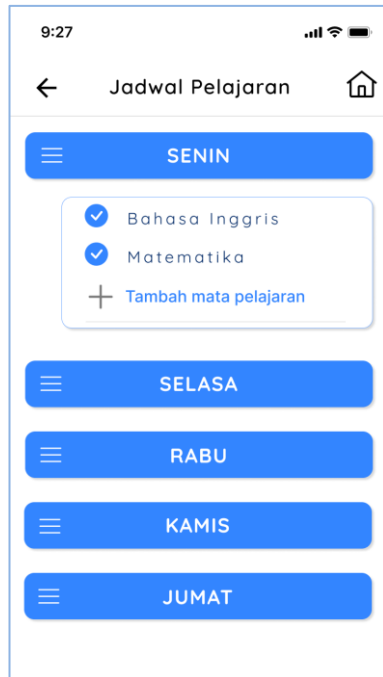 9:27
Jadwal Pelajaran
SENIN
Bahasa Inggris
Matematika
Tambah mata pelajaran
SELASA
RABU
KAMIS
JUMAT